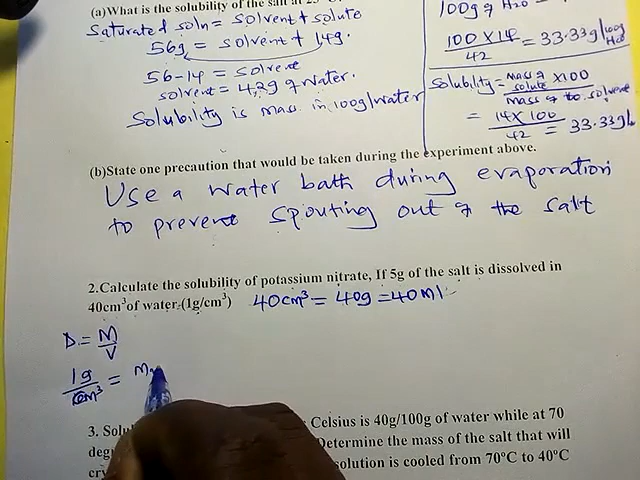 (a)What is the solubility of the salt at 25
Saturated soln = solvent + solute
56g = solvent + 14g.
56-14 = solvent
solvent = 42g of water.
Solubility is mass in 100g/water
100g of H2O
100 X 14 / 42 = 33.33g/100g H2O
Solubility = mass of solute X100 / mass of the solvent
= 14 X 100 / 42 = 33.33g/
(b)State one precaution that would be taken during the experiment above.
Use a water bath during evaporation
to prevent spouting out of the salt
2.Calculate the solubility of potassium nitrate, If 5g of the salt is dissolved in
40cm³of water.(1g/cm³) 40cm³ = 40g = 40ml
D = M/V
1g/cm³ =
3. Celsius is 40g/100g of water while at 70
Determine the mass of the salt that will
solution is cooled from 70°C to 40°C